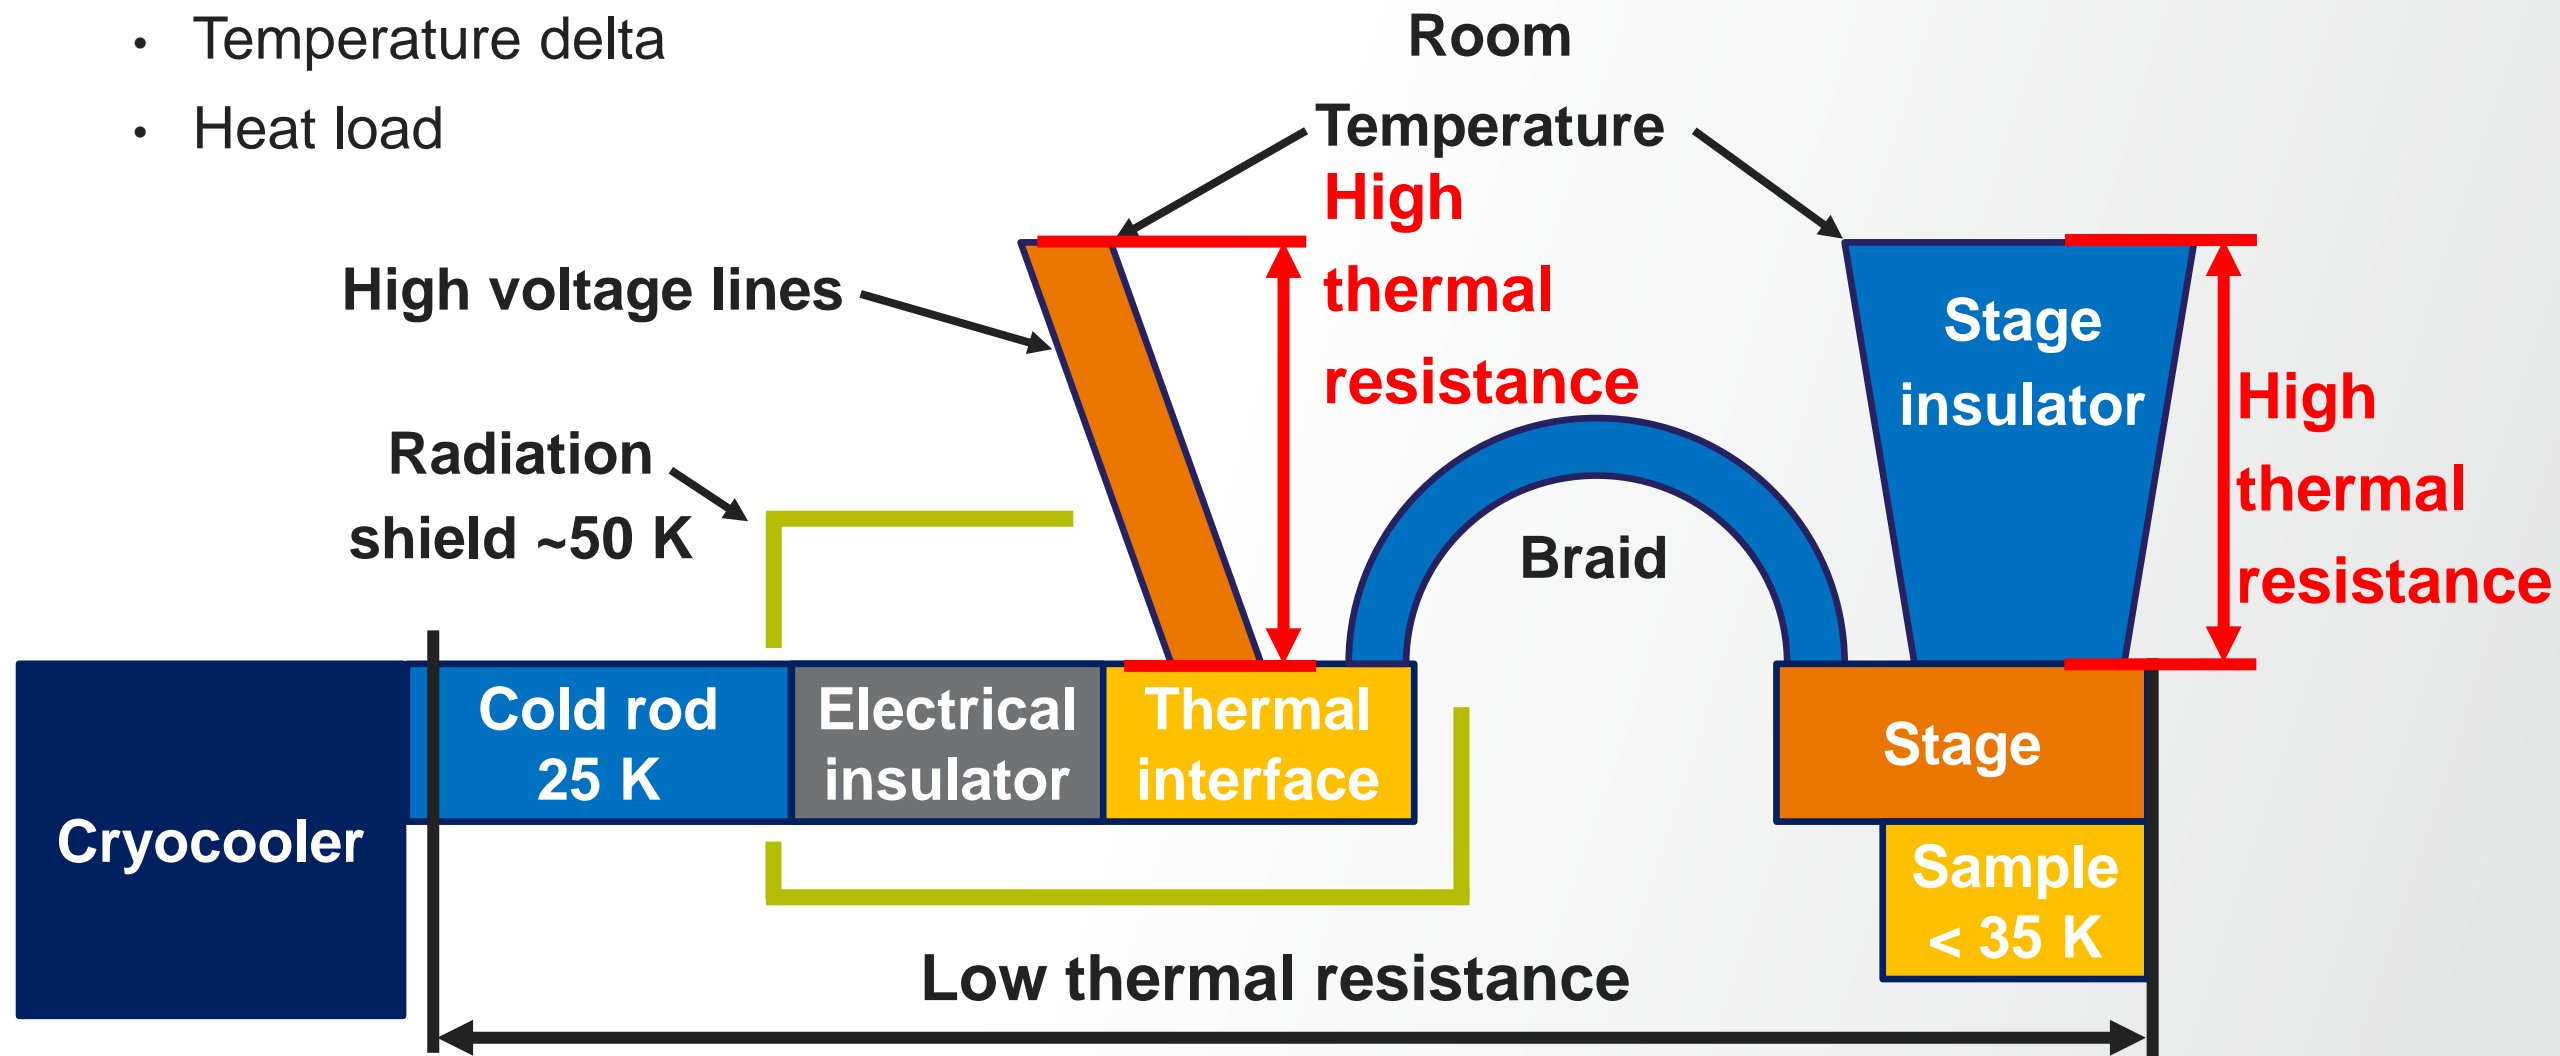 • Temperature delta
• Heat load
Room
Temperature
High
thermal
resistance
High voltage lines
Stage
insulator
High
thermal
resistance
Radiation
shield ~50 K
Braid
Cryocooler
Cold rod
25 K
Electrical
insulator
Thermal
interface
Stage
Sample
< 35 K
Low thermal resistance